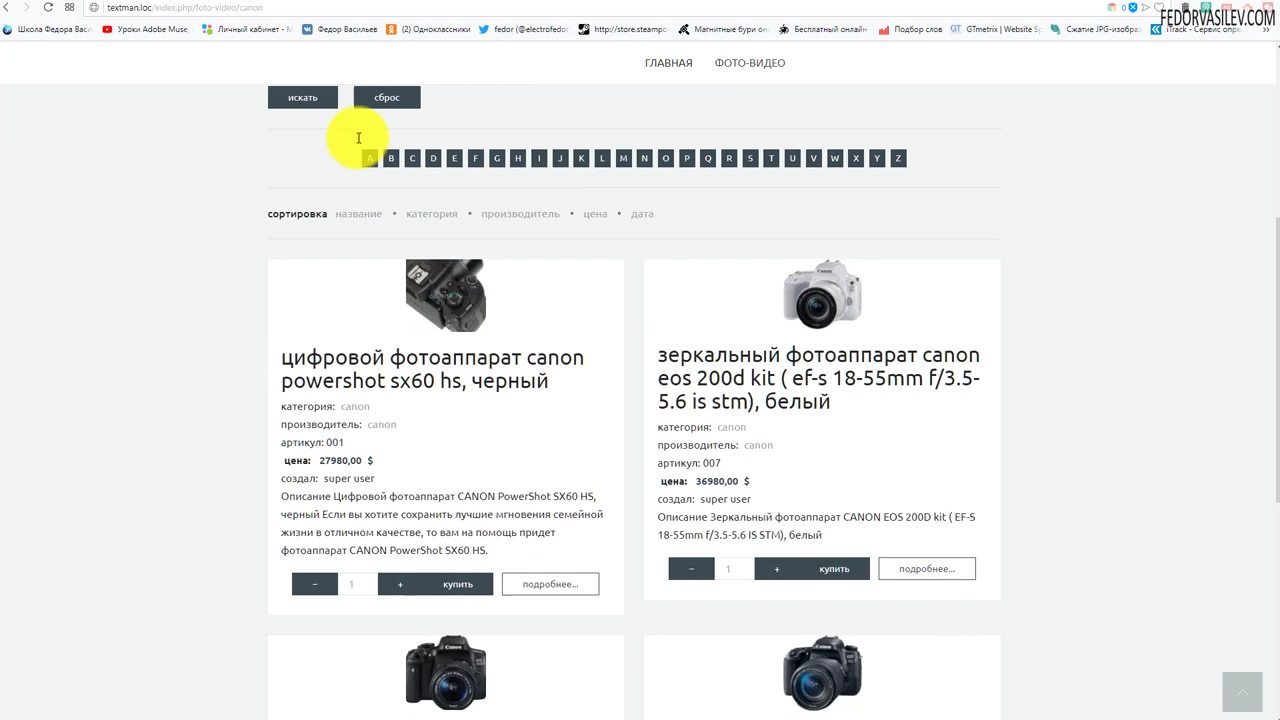 textman.loc/index.php/foto-video/canon
0
FEDORVASILEV.COM
Школа Федора Васи
Уроки Adobe Muse,
Личный кабинет - М
Федор Васильев
(2) Одноклассники
fedor (@electrofedo
http://store.steampo
Магнитные бури он
Бесплатный онлайн
Подбор слов
GTmetrix | Website S
Сжатие JPG-изобра
iTrack - Сервис опре
ГЛАВНАЯ ФОТО-ВИДЕО
искать сброс
A B C D E F G H I J K L M N O P Q R S T U V W X Y Z
сортировка название • категория • производитель • цена • дата
цифровой фотоаппарат canon
powershot sx60 hs, черный
категория: canon
производитель: canon
артикул: 001
цена: 27980,00 $
создал: super user
Описание Цифровой фотоаппарат CANON PowerShot SX60 HS,
черный Если вы хотите сохранить лучшие мгновения семейной
жизни в отличном качестве, то вам на помощь придет
фотоаппарат CANON PowerShot SX60 HS.
− 1 + купить подробнее...
зеркальный фотоаппарат canon
eos 200d kit ( ef-s 18-55mm f/3.5-
5.6 is stm), белый
категория: canon
производитель: canon
артикул: 007
цена: 36980,00 $
создал: super user
Описание Зеркальный фотоаппарат CANON EOS 200D kit ( EF-S
18-55mm f/3.5-5.6 IS STM), белый
− 1 + купить подробнее...